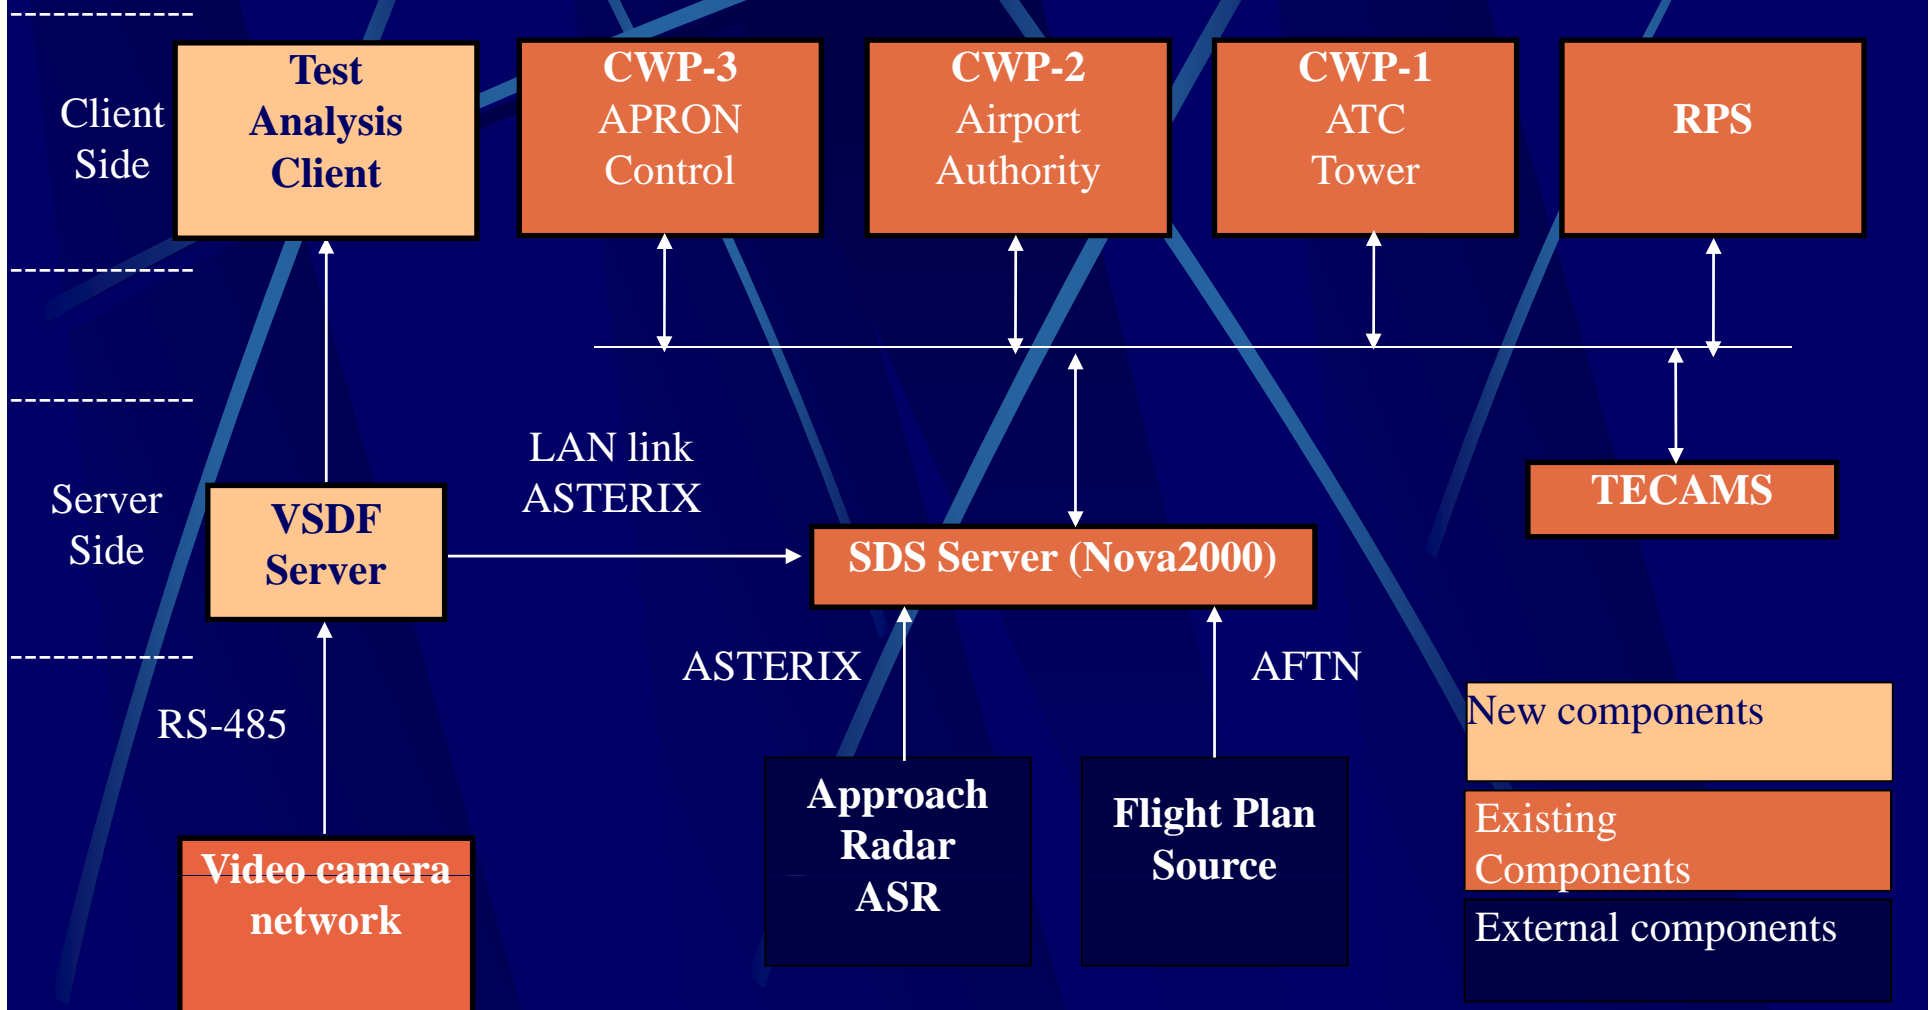 Client
Side
Test
Analysis
Client
CWP-3
APRON
Control
CWP-2
Airport
Authority
CWP-1
ATC
Tower
RPS
LAN link
ASTERIX
Server
Side
VSDF
Server
SDS Server (Nova2000)
TECAMS
ASTERIX
AFTN
RS-485
Video camera
network
Approach
Radar
ASR
Flight Plan
Source
New components
Existing
Components
External components